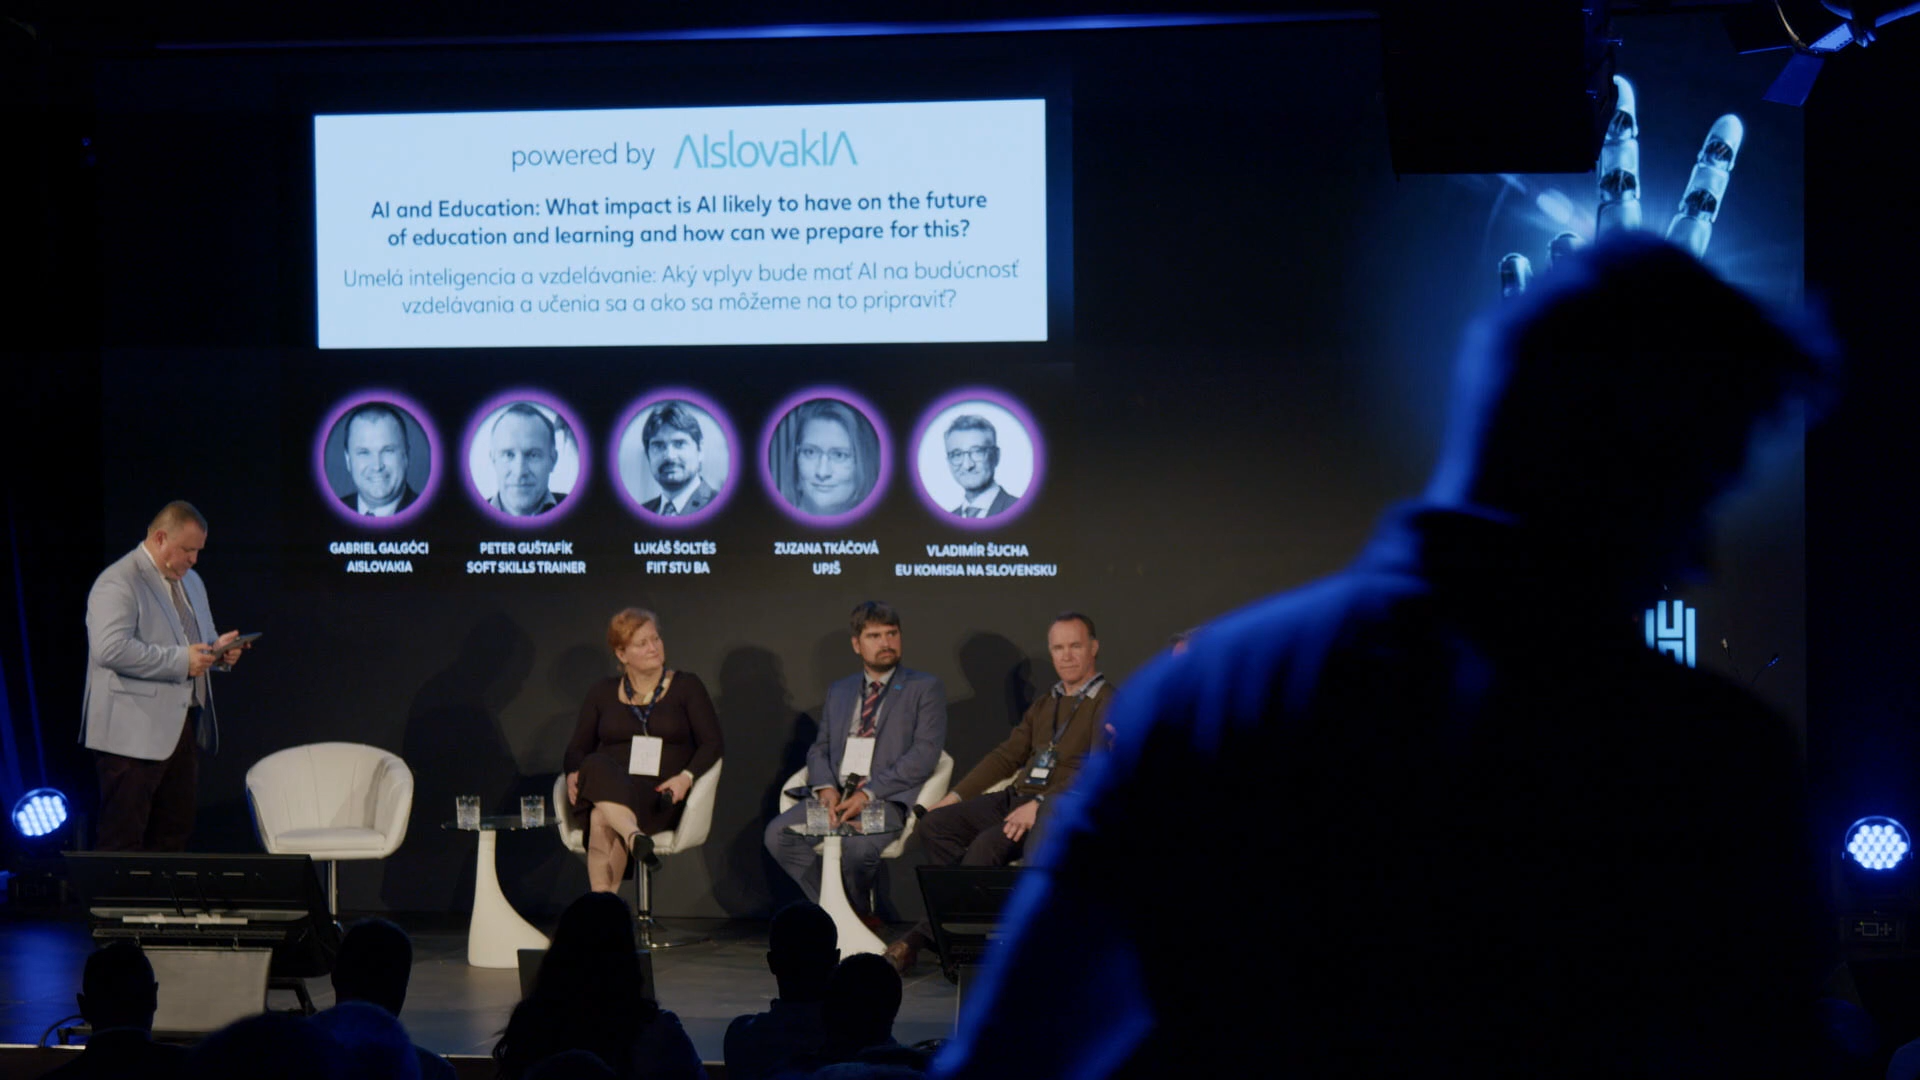 powered by AIslovakIA
AI and Education: What impact is AI likely to have on the future
of education and learning and how can we prepare for this?
Umelá inteligencia a vzdelávanie: Aký vplyv bude mať AI na budúcnosť
vzdelávania a učenia sa a ako sa môžeme na to pripraviť?
GABRIEL GALGÓCI
AISLOVAKIA
PETER GUŠTAFÍK
SOFT SKILLS TRAINER
LUKÁŠ ŠOLTÉS
FIIT STU BA
ZUZANA TKÁČOVÁ
UPJŠ
VLADIMÍR ŠUCHA
EU KOMISIA NA SLOVENSKU